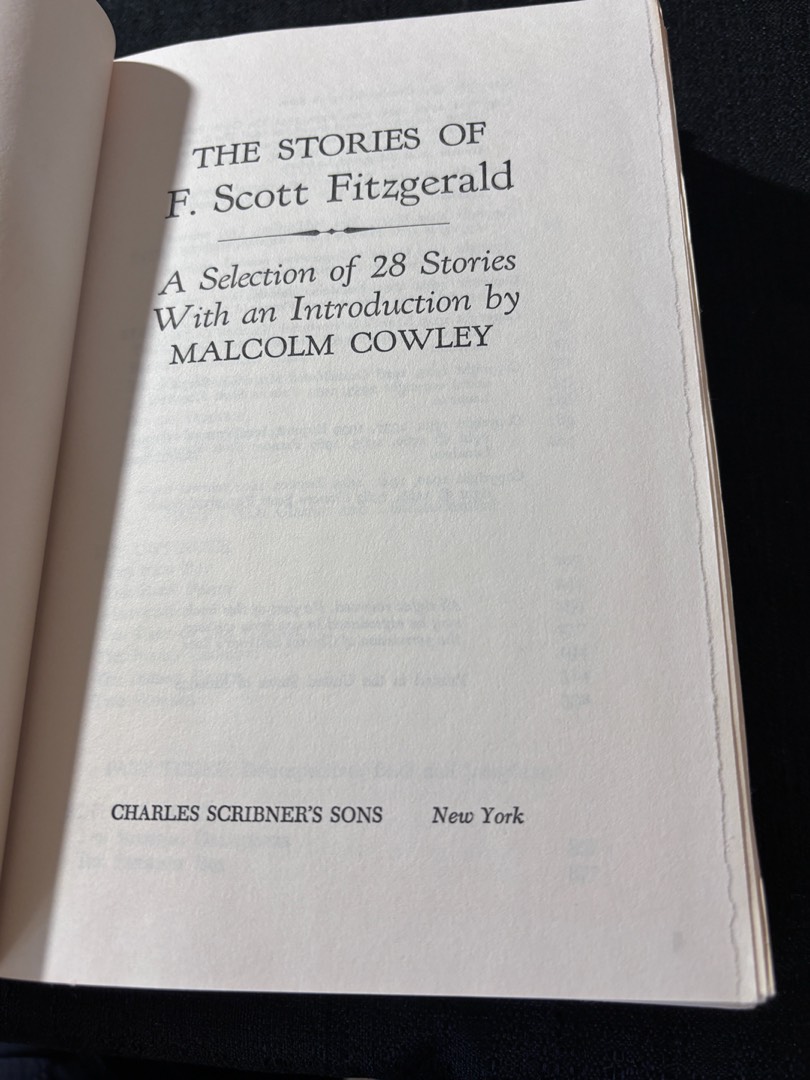 THE STORIES OF
F. Scott Fitzgerald
A Selection of 28 Stories
With an Introduction by
MALCOLM COWLEY
CHARLES SCRIBNER'S SONS New York